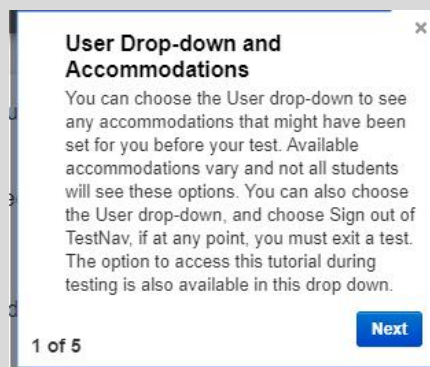 User Drop-down and
Accommodations
You can choose the User drop-down to see
any accommodations that might have been
set for you before your test. Available
accommodations vary and not all students
will see these options. You can also choose
the User drop-down, and choose Sign out of
TestNav, if at any point, you must exit a test.
The option to access this tutorial during
testing is also available in this drop down.
Next
1 of 5